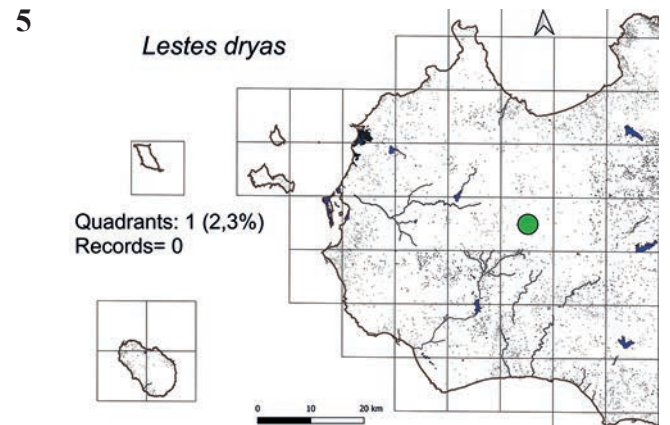 5
Lestes dryas
Quadrants: 1 (2,3%)
Records= 0
0 10 20 km